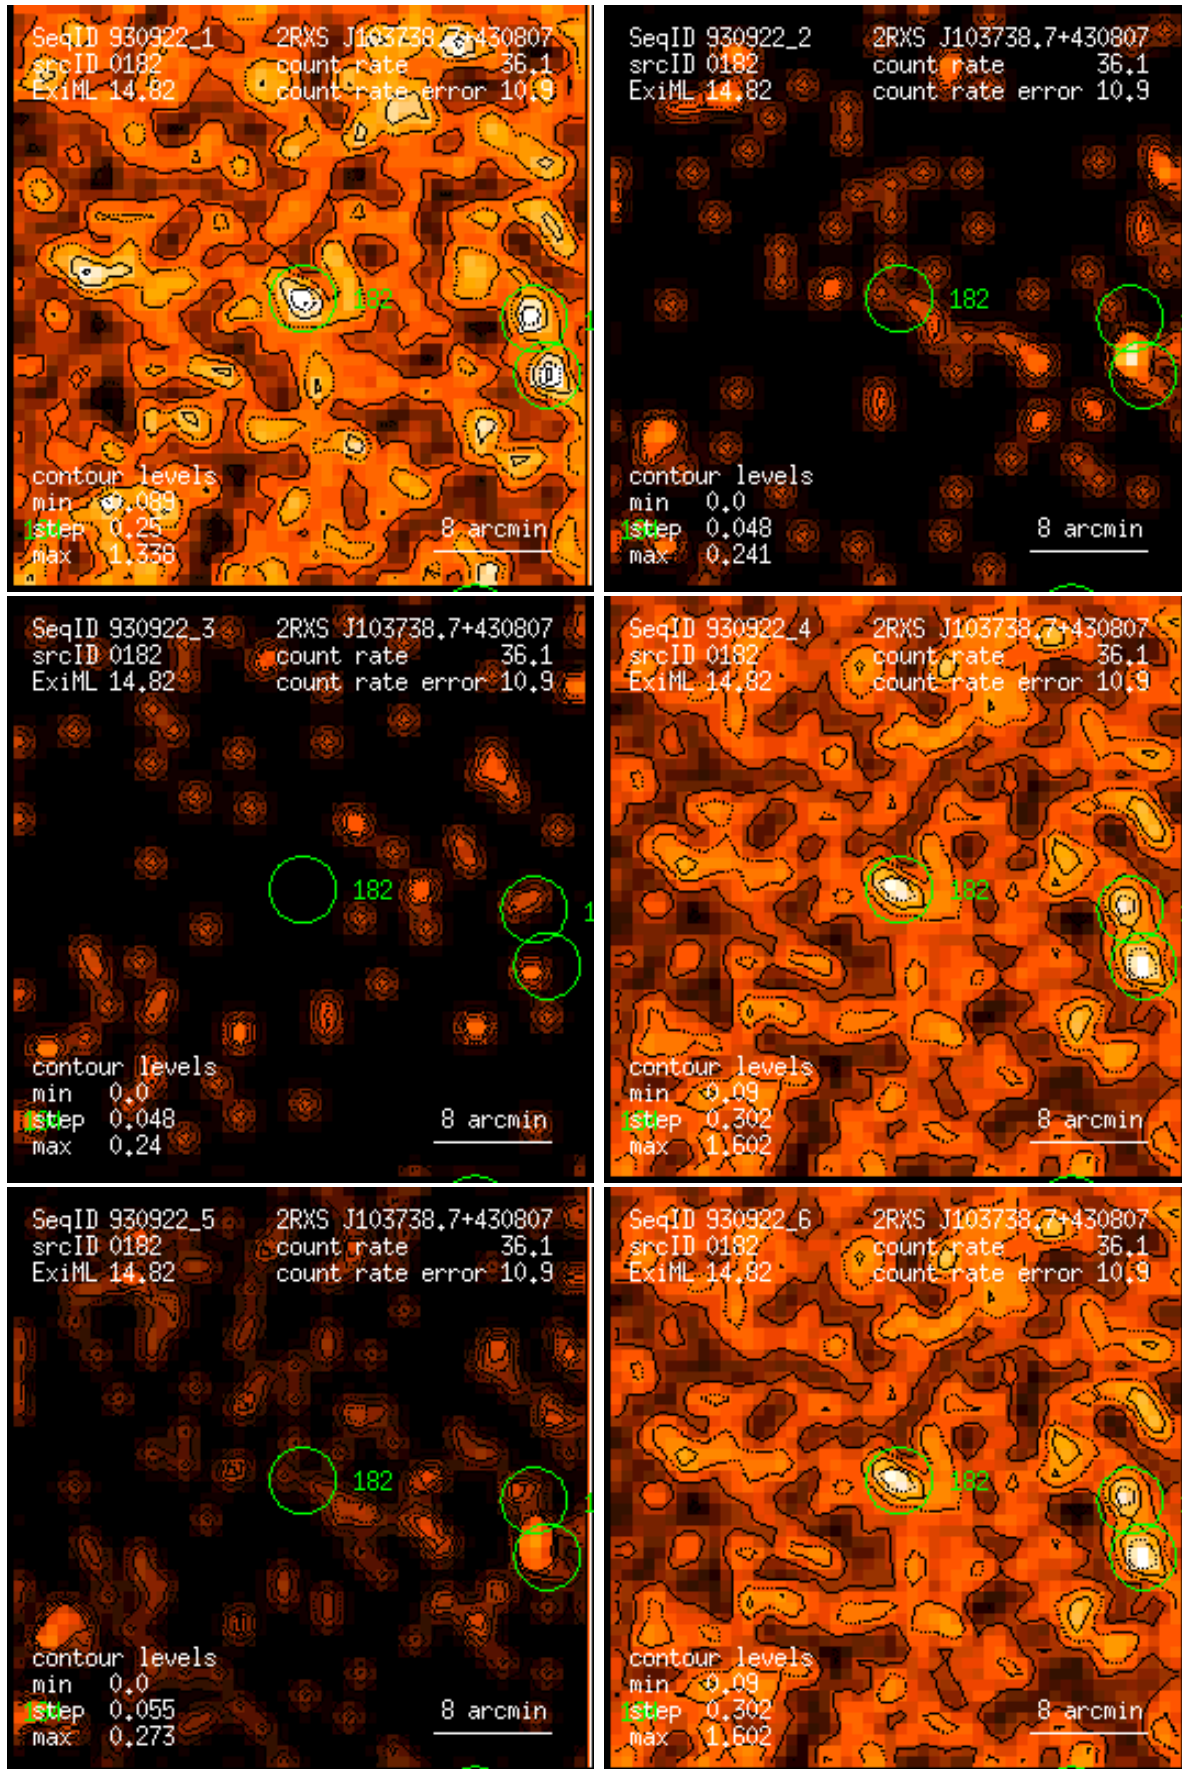 SeqID 930922_1 2RXS J103738.7+430807
srcID 0182 count rate 36.1
ExiML 14.82 count rate error 10.9
182
1
contour levels
min 0.089
step 0.25
max 1.338
8 arcmin
SeqID 930922_2 2RXS J103738.7+430807
srcID 0182 count rate 36.1
ExiML 14.82 count rate error 10.9
182
contour levels
min 0.0
step 0.048
max 0.241
8 arcmin
SeqID 930922_3 2RXS J103738.7+430807
srcID 0182 count rate 36.1
ExiML 14.82 count rate error 10.9
182
1
contour levels
min 0.0
step 0.048
max 0.24
8 arcmin
SeqID 930922_4 2RXS J103738.7+430807
srcID 0182 count rate 36.1
ExiML 14.82 count rate error 10.9
182
contour levels
min 0.09
step 0.302
max 1.602
8 arcmin
SeqID 930922_5 2RXS J103738.7+430807
srcID 0182 count rate 36.1
ExiML 14.82 count rate error 10.9
182
1
contour levels
min 0.0
step 0.055
max 0.273
8 arcmin
SeqID 930922_6 2RXS J103738.7+430807
srcID 0182 count rate 36.1
ExiML 14.82 count rate error 10.9
182
contour levels
min 0.09
step 0.302
max 1.602
8 arcmin